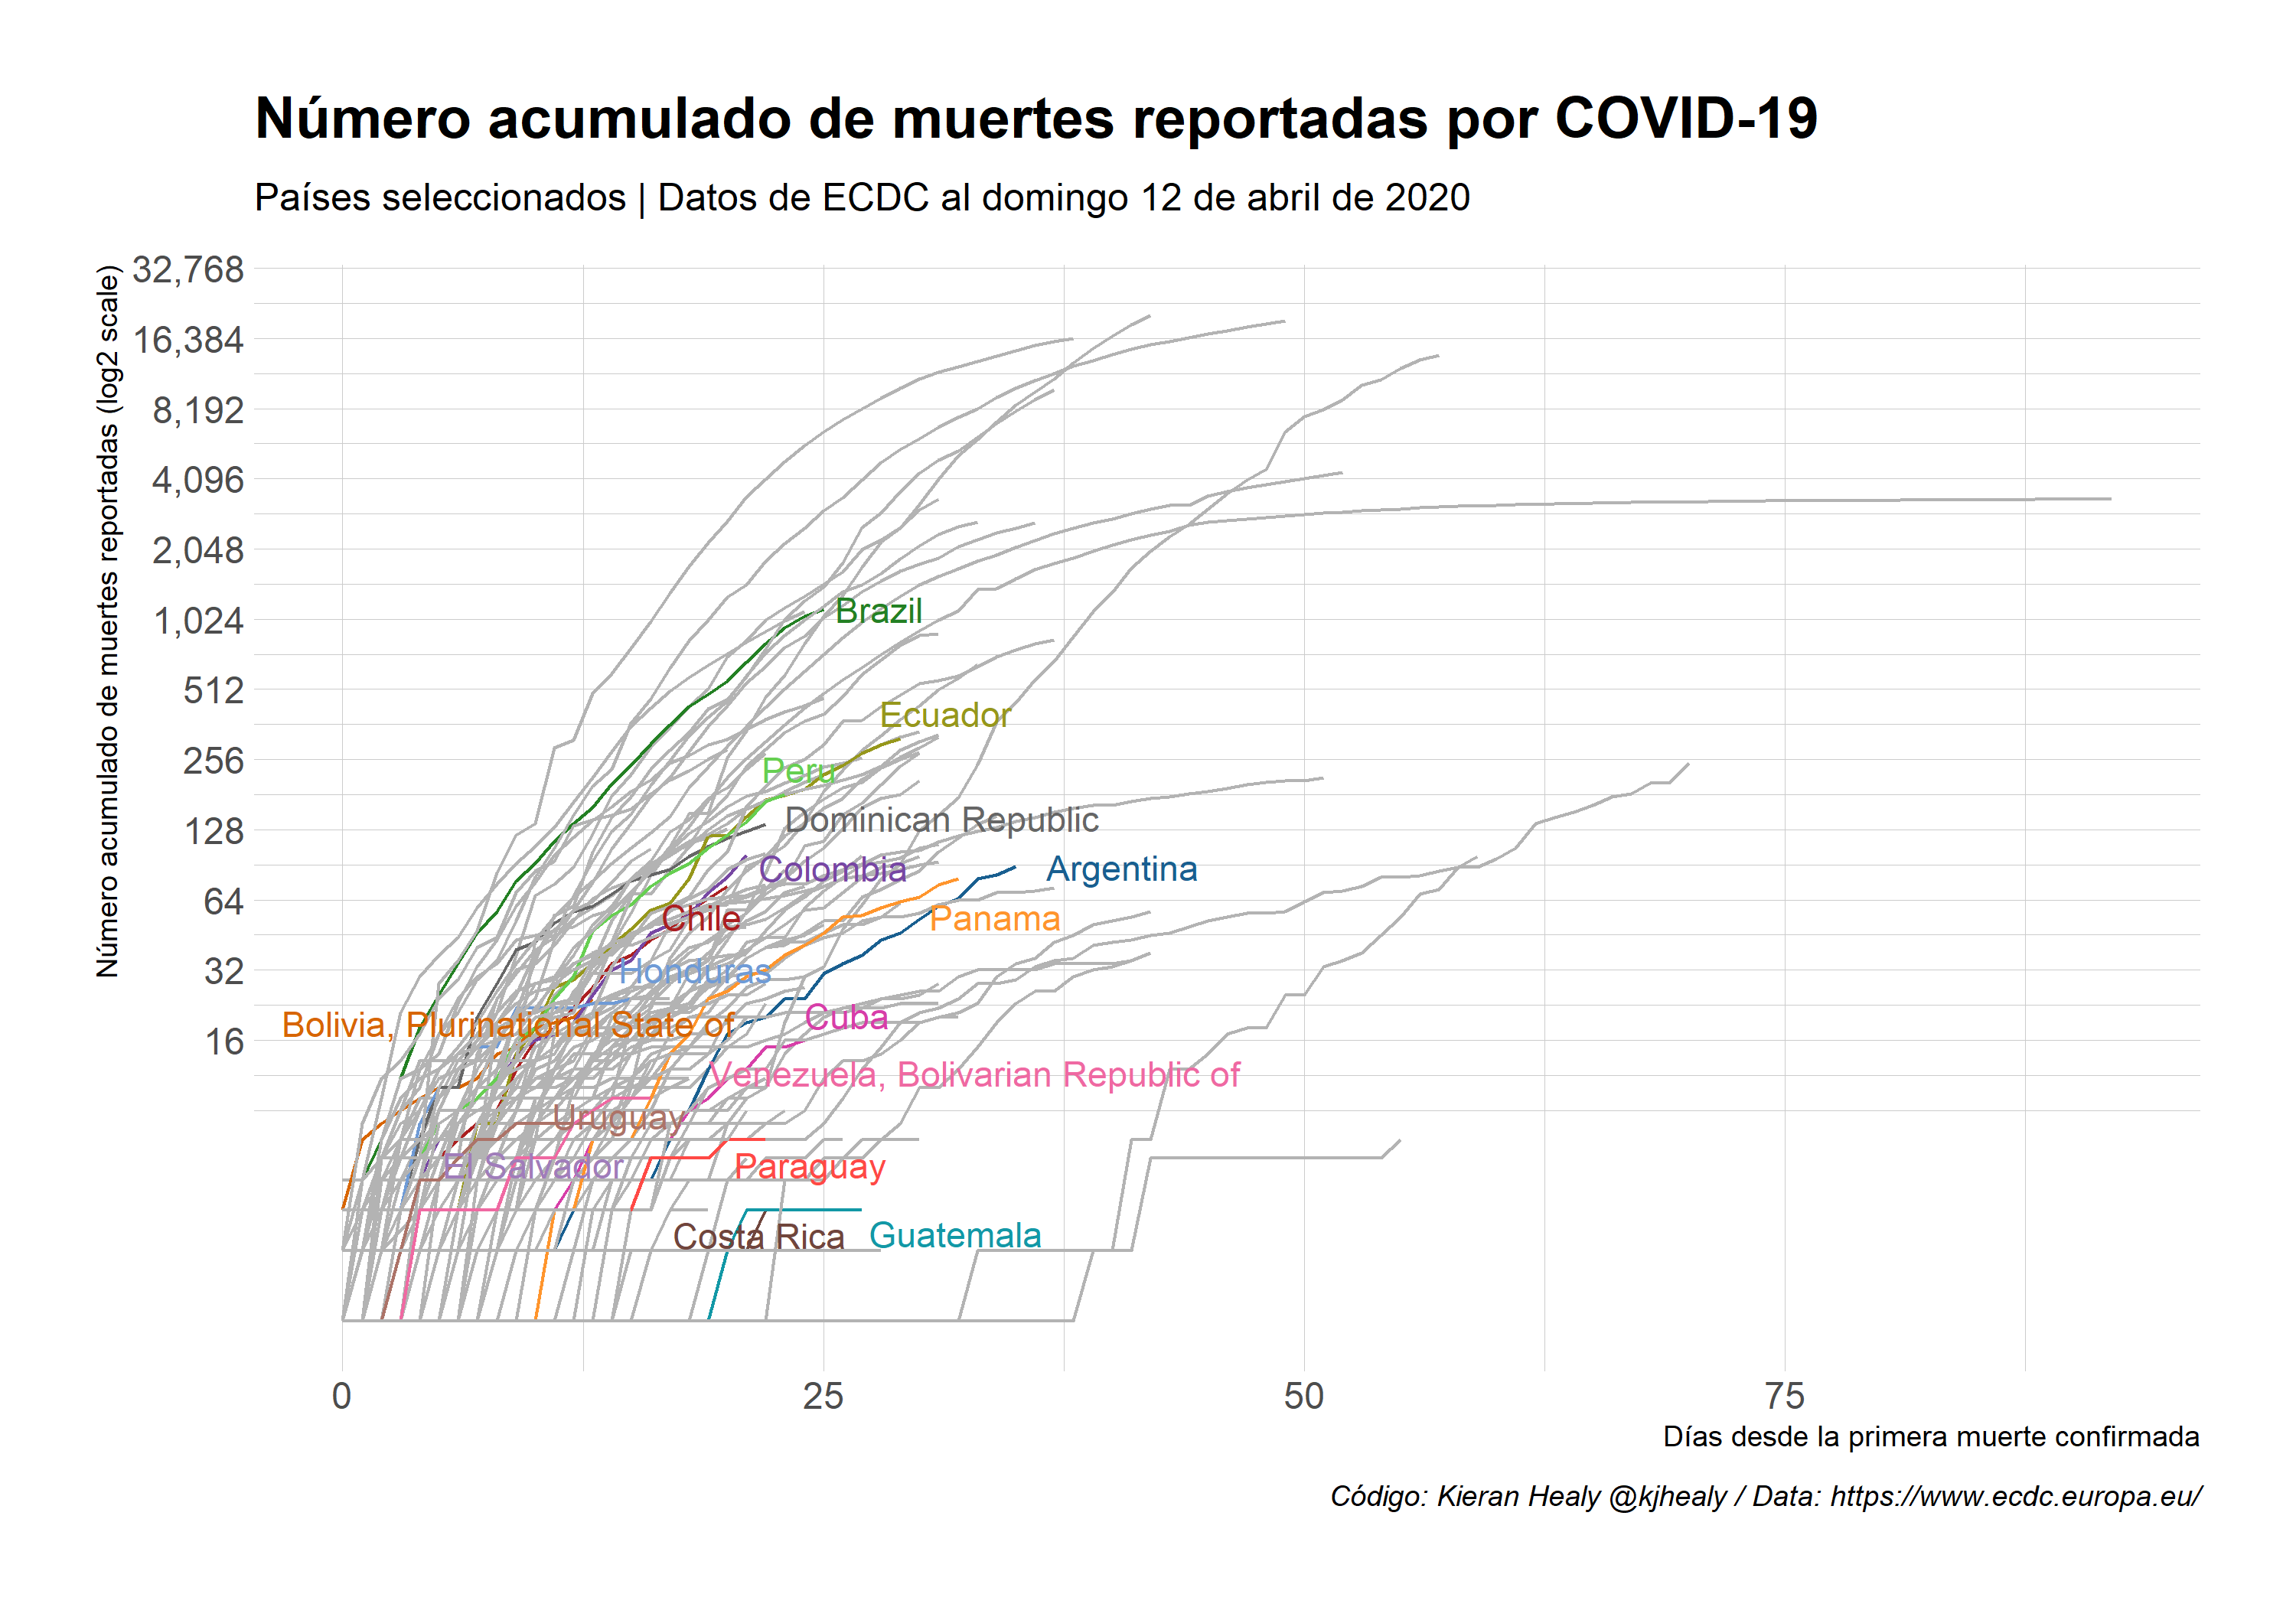 Número acumulado de muertes reportadas por COVID-19
Países seleccionados | Datos de ECDC al domingo 12 de abril de 2020
Número acumulado de muertes reportadas (log2 scale)
32,768
16,384
8,192
4,096
2,048
1,024
512
256
128
64
32
16
Brazil
Ecuador
Peru
Dominican Republic
Colombia
Argentina
Chile
Panama
Honduras
Bolivia, Plurinational State of
Cuba
Venezuela, Bolivarian Republic of
Uruguay
El Salvador
Paraguay
Costa Rica
Guatemala
0
25
50
75
Días desde la primera muerte confirmada
Código: Kieran Healy @kjhealy / Data: https://www.ecdc.europa.eu/